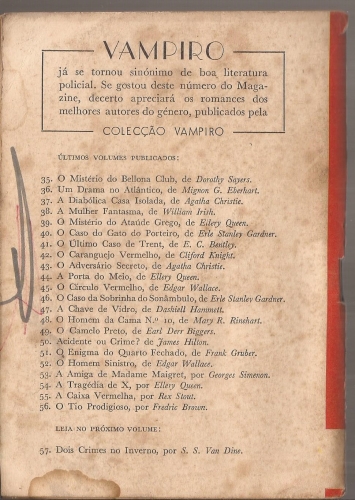 VAMPIRO
já se tornou sinónimo de boa literatura
policial. Se gostou deste número do Maga-
zine, decerto apreciará os romances dos
melhores autores do género, publicados pela
COLECÇÃO VAMPIRO
ÚLTIMOS VOLUMES PUBLICADOS:
35. O Mistério do Bellona Club, de Dorothy Sayers.
36. Um Drama no Atlântico, de Mignon G. Eberhart.
37. A Diabólica Casa Isolada, de Agatha Christie.
38. A Mulher Fantasma, de William Irish.
39. O Mistério do Ataúde Grego, de Ellery Queen.
40. O Caso do Gato do Porteiro, de Erle Stanley Gardner.
41. O Último Caso de Trent, de E. C. Bentley.
42. O Caranguejo Vermelho, de Cliford Knight.
43. O Adversário Secreto, de Agatha Christie.
44. A Porta do Meio, de Ellery Queen.
45. O Círculo Vermelho, de Edgar Wallace.
46. O Caso da Sobrinha do Sonâmbulo, de Erle Stanley Gardner.
47. A Chave de Vidro, de Dashiell Hammett.
48. O Homem da Cama N.º 10, de Mary R. Rinehart.
49. O Camelo Preto, de Earl Derr Biggers.
50. Acidente ou Crime? de James Hilton.
51. O Enigma do Quarto Fechado, de Frank Gruber.
52. O Homem Sinistro, de Edgar Wallace.
53. A Amiga de Madame Maigret, por Georges Simenon.
54. A Tragédia de X, por Ellery Queen.
55. A Caixa Vermelha, por Rex Stout.
56. O Tio Prodigioso, por Fredric Brown.
LEIA NO PRÓXIMO VOLUME:
57. Dois Crimes no Inverno, por S. S. Van Dine.